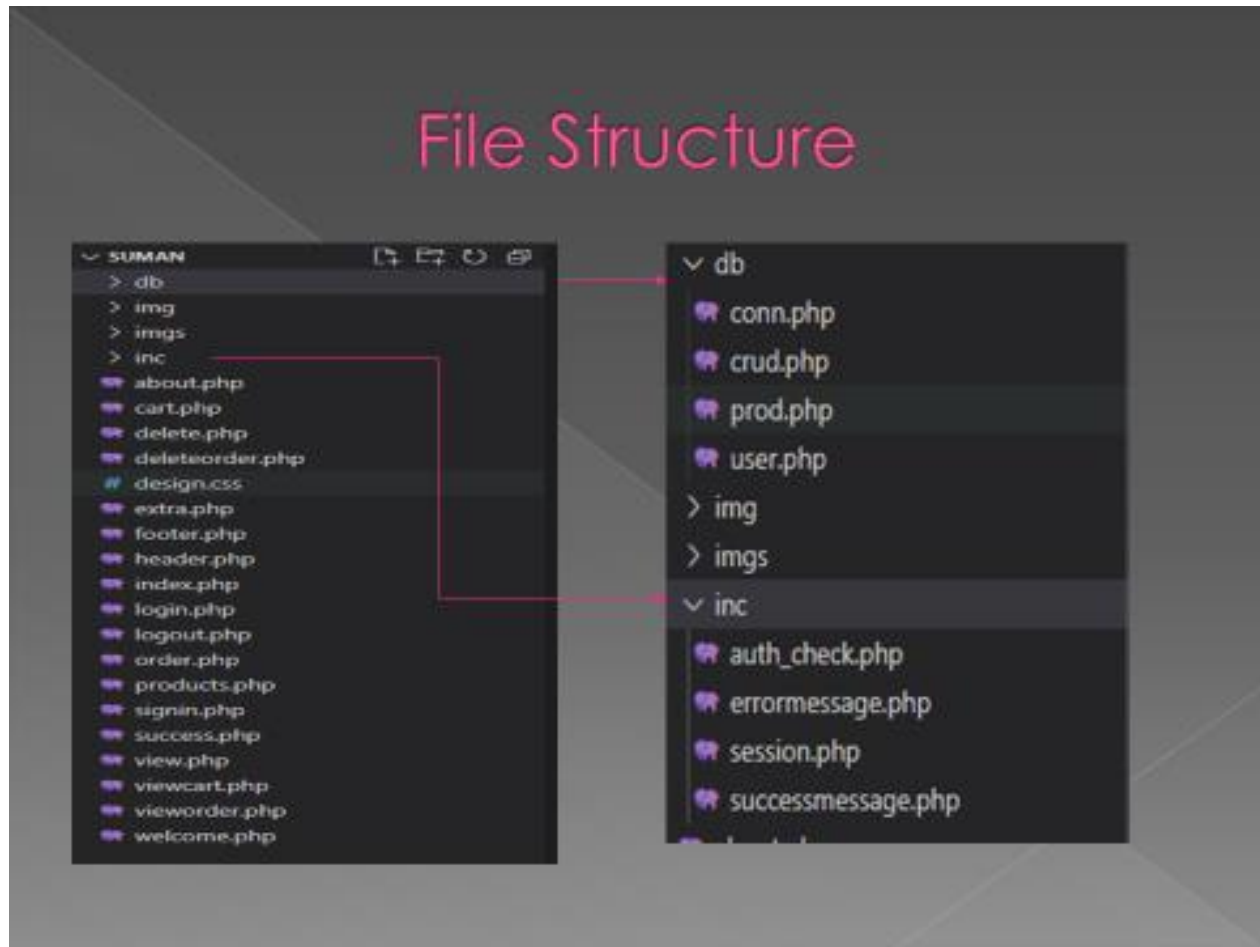 File Structure
SUMAN
db
img
imgs
inc
about.php
cart.php
delete.php
deleteorder.php
design.css
extra.php
footer.php
header.php
index.php
login.php
logout.php
order.php
products.php
signin.php
success.php
view.php
viewcart.php
vieworder.php
welcome.php
db
conn.php
crud.php
prod.php
user.php
img
imgs
inc
auth_check.php
errormessage.php
session.php
successmessage.php